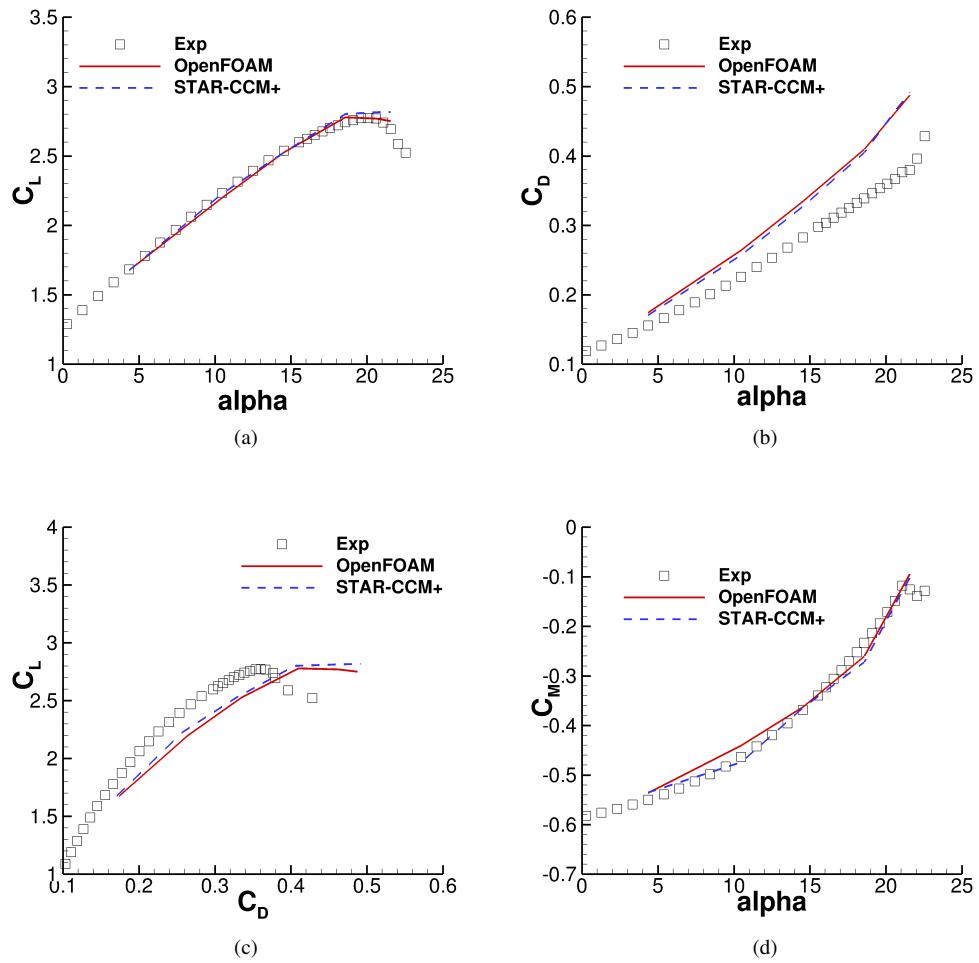 3.5
3
2.5
2
1.5
1
C_L
Exp
OpenFOAM
STAR-CCM+
0 5 10 15 20 25
alpha
(a)
0.6
0.5
0.4
0.3
0.2
0.1
C_D
Exp
OpenFOAM
STAR-CCM+
0 5 10 15 20 25
alpha
(b)
4
3.5
3
2.5
2
1.5
1
C_L
Exp
OpenFOAM
STAR-CCM+
0.1 0.2 0.3 0.4 0.5 0.6
C_D
(c)
0
-0.1
-0.2
-0.3
-0.4
-0.5
-0.6
-0.7
C_M
Exp
OpenFOAM
STAR-CCM+
0 5 10 15 20 25
alpha
(d)